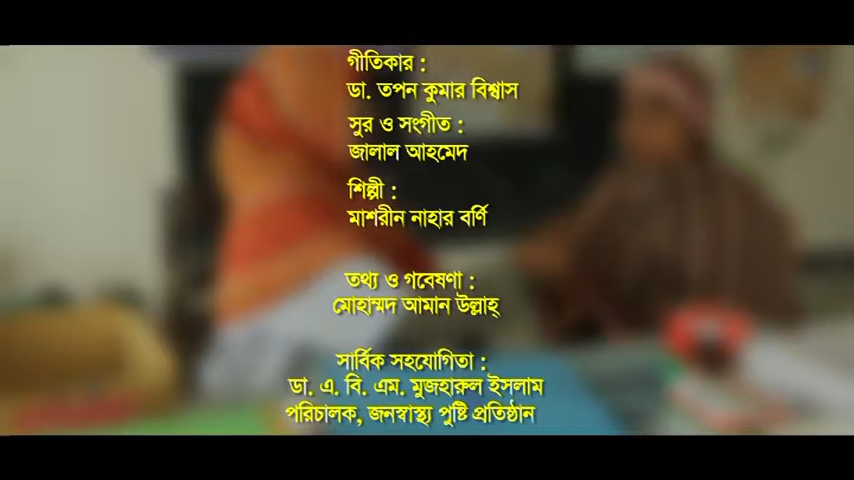 গীতিকার :
ডা. তপন কুমার বিশ্বাস
সুর ও সংগীত :
জালাল আহমেদ
শিল্পী :
মাশরীন নাহার বর্ণি
তথ্য ও গবেষণা :
মোহাম্মদ আমান উল্লাহ্
সার্বিক সহযোগিতা :
ডা. এ. বি. এম. মুজহারুল ইসলাম
পরিচালক, জনস্বাস্থ্য পুষ্টি প্রতিষ্ঠান